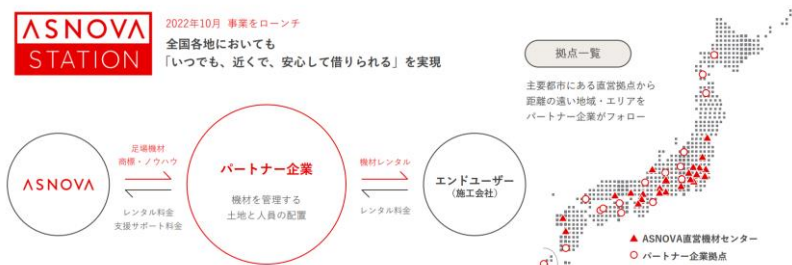 ASNOVA
STATION
2022年10月 事業をローンチ
全国各地においても
「いつでも、近くで、安心して借りられる」を実現
拠点一覧
主要都市にある直営拠点から
距離の遠い地域・エリアを
パートナー企業がフォロー
ASNOVA
足場機材
商標・ノウハウ
レンタル料金
支援サポート料金
パートナー企業
機材を管理する
土地と人員の配置
機材レンタル
レンタル料金
エンドユーザー
（施工会社）
▲ ASNOVA直営機材センター
○ パートナー企業拠点